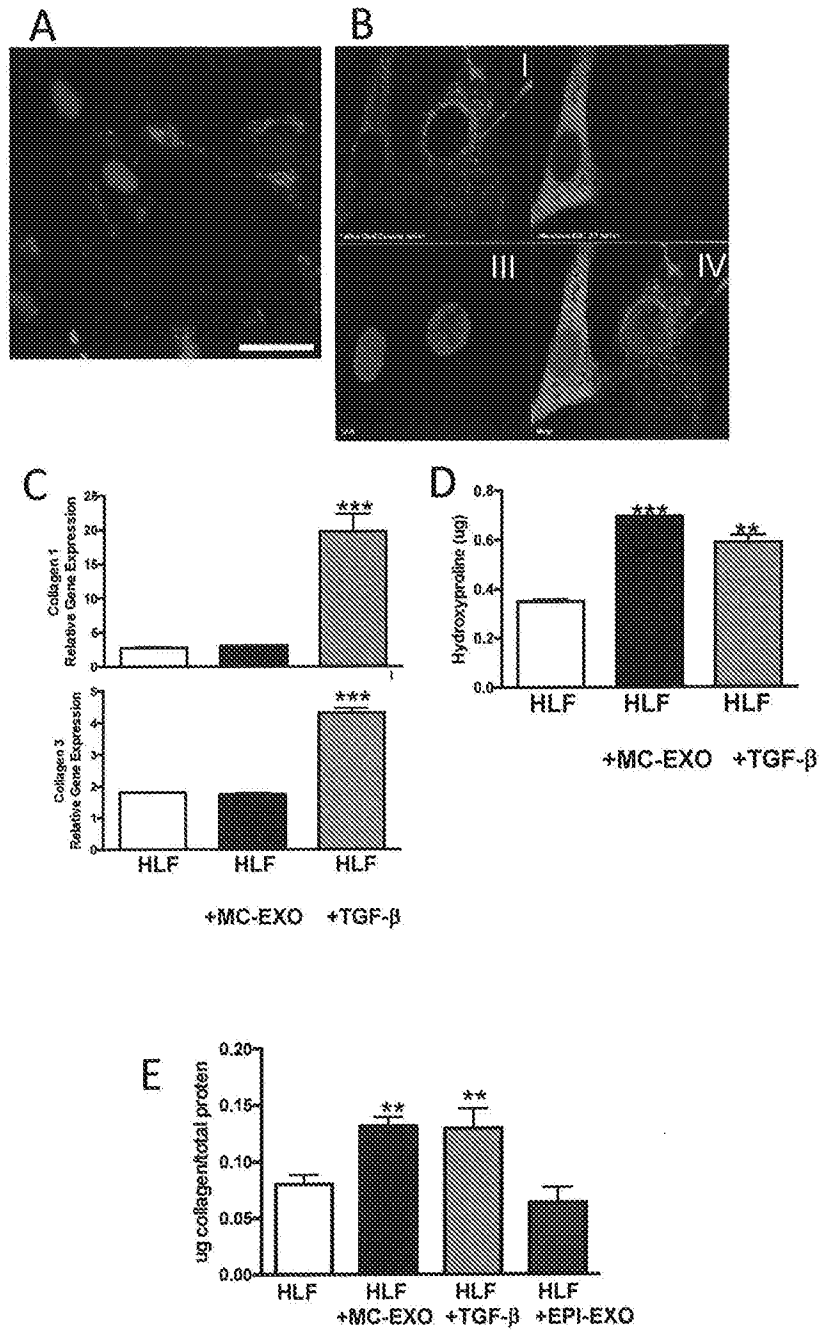 A
B
I
III
IV
C
Collagen 1
Relative Gene Expression
25
20
15
10
5
0
***
Collagen 3
Relative Gene Expression
5
4
3
2
1
0
***
HLF
HLF
HLF
+MC-EXO
+TGF-β
D
Hydroxyproline (ug)
0.8
0.6
0.4
0.2
0.0
***
**
HLF
HLF
HLF
+MC-EXO
+TGF-β
E
ug collagen/total proten
0.20
0.15
0.10
0.05
0.00
**
**
HLF
HLF
HLF
HLF
+MC-EXO
+TGF-β
+EPI-EXO